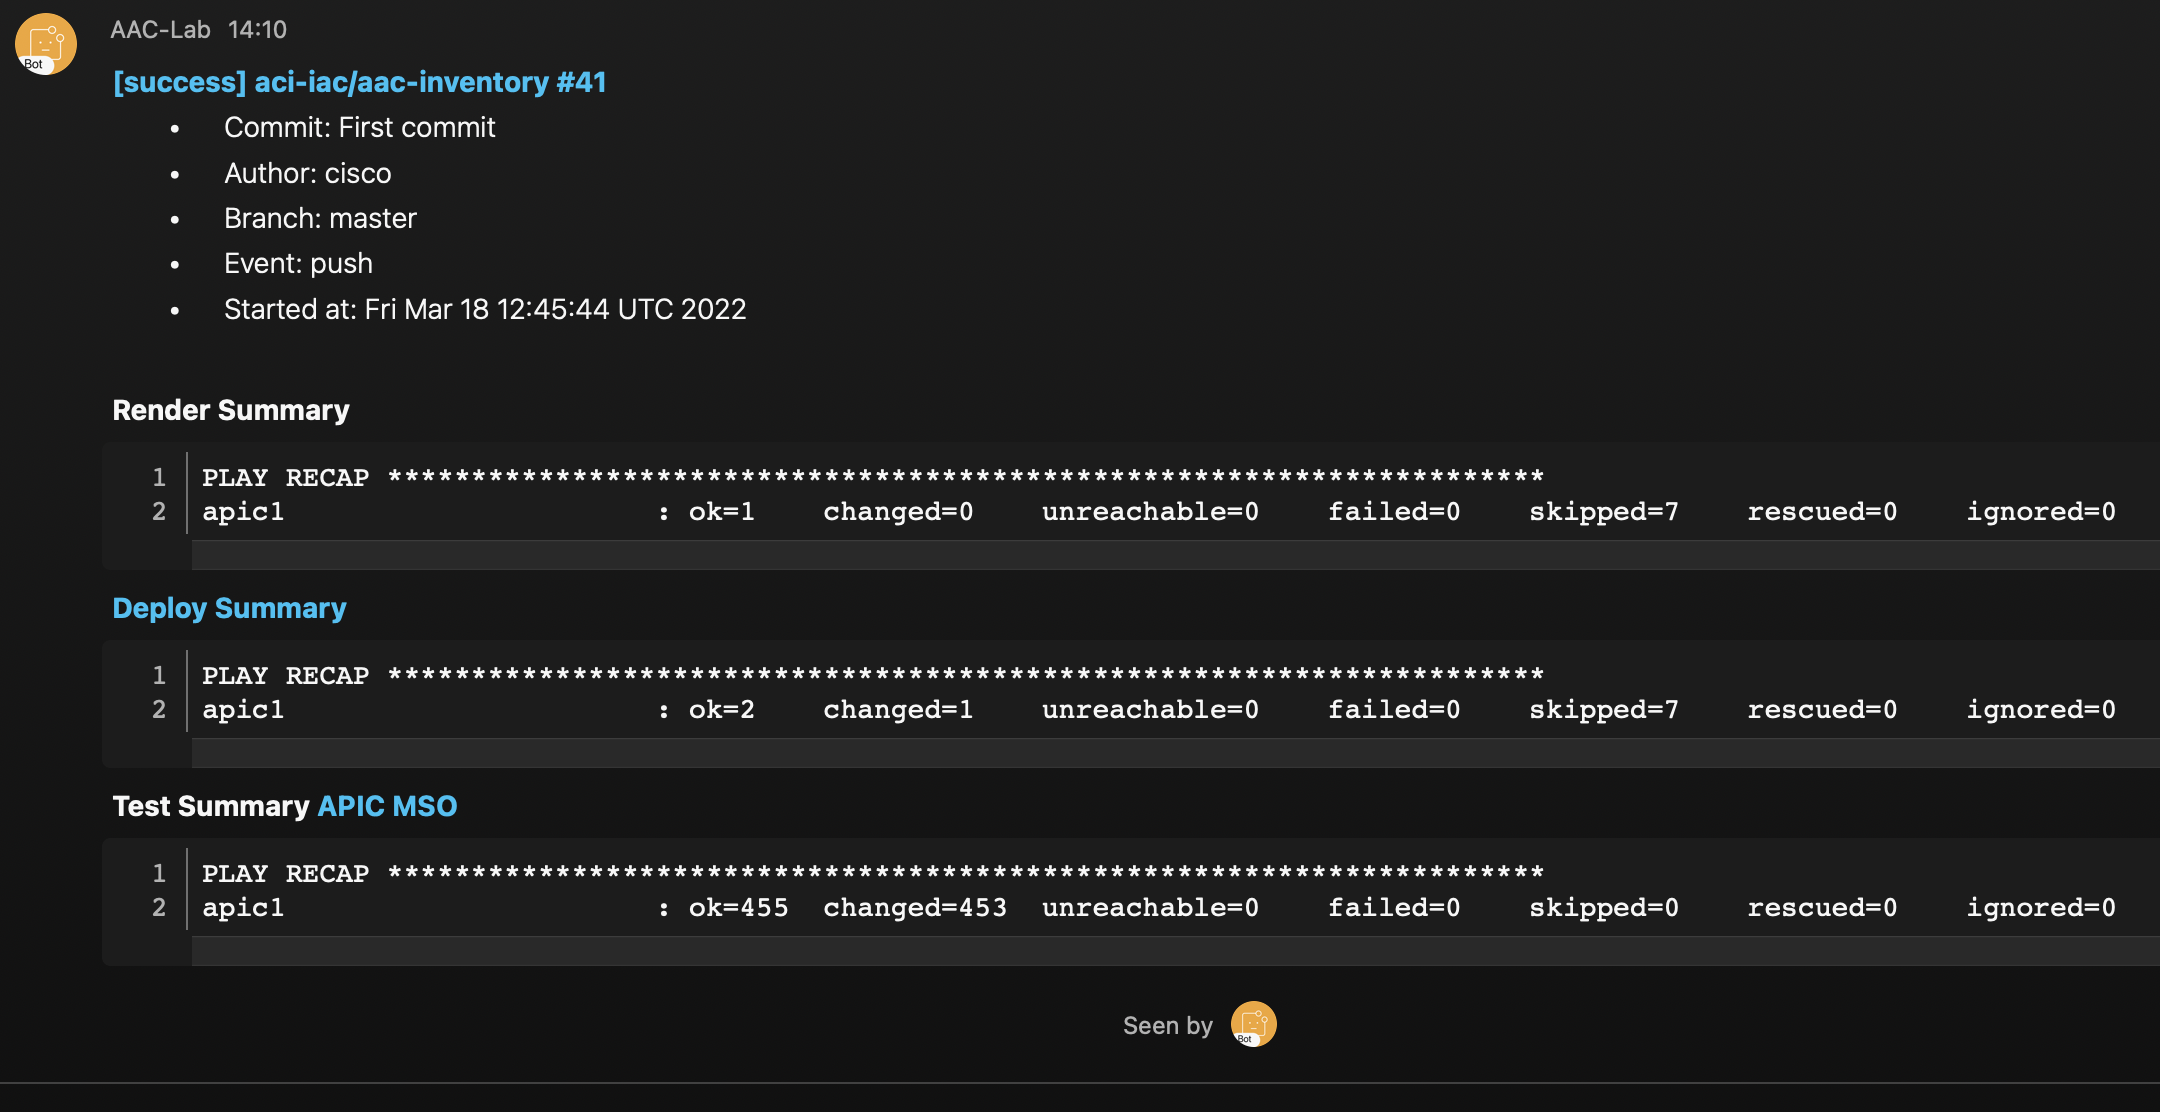 AAC-Lab 14:10
Bot
[success] aci-iac/aac-inventory #41
• Commit: First commit
• Author: cisco
• Branch: master
• Event: push
• Started at: Fri Mar 18 12:45:44 UTC 2022
Render Summary
1 PLAY RECAP *********************************************************************
2 apic1 : ok=1 changed=0 unreachable=0 failed=0 skipped=7 rescued=0 ignored=0
Deploy Summary
1 PLAY RECAP *********************************************************************
2 apic1 : ok=2 changed=1 unreachable=0 failed=0 skipped=7 rescued=0 ignored=0
Test Summary APIC MSO
1 PLAY RECAP *********************************************************************
2 apic1 : ok=455 changed=453 unreachable=0 failed=0 skipped=0 rescued=0 ignored=0
Seen by
Bot